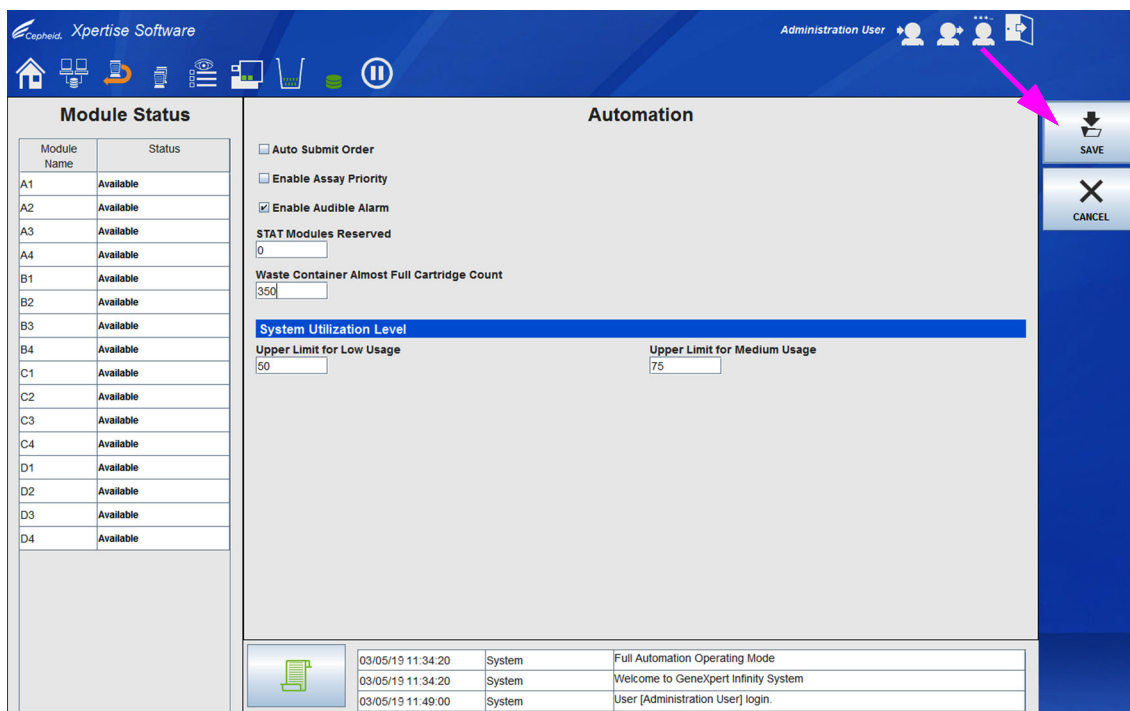 Cepheid. Xpertise Software
Administration User
Module Status
Module Name Status
A1 Available
A2 Available
A3 Available
A4 Available
B1 Available
B2 Available
B3 Available
B4 Available
C1 Available
C2 Available
C3 Available
C4 Available
D1 Available
D2 Available
D3 Available
D4 Available
Automation
Auto Submit Order
Enable Assay Priority
Enable Audible Alarm
STAT Modules Reserved
0
Waste Container Almost Full Cartridge Count
350
System Utilization Level
Upper Limit for Low Usage Upper Limit for Medium Usage
50 75
03/05/19 11:34:20 System Full Automation Operating Mode
03/05/19 11:34:20 System Welcome to GeneXpert Infinity System
03/05/19 11:49:00 System User [Administration User] login.
SAVE
CANCEL